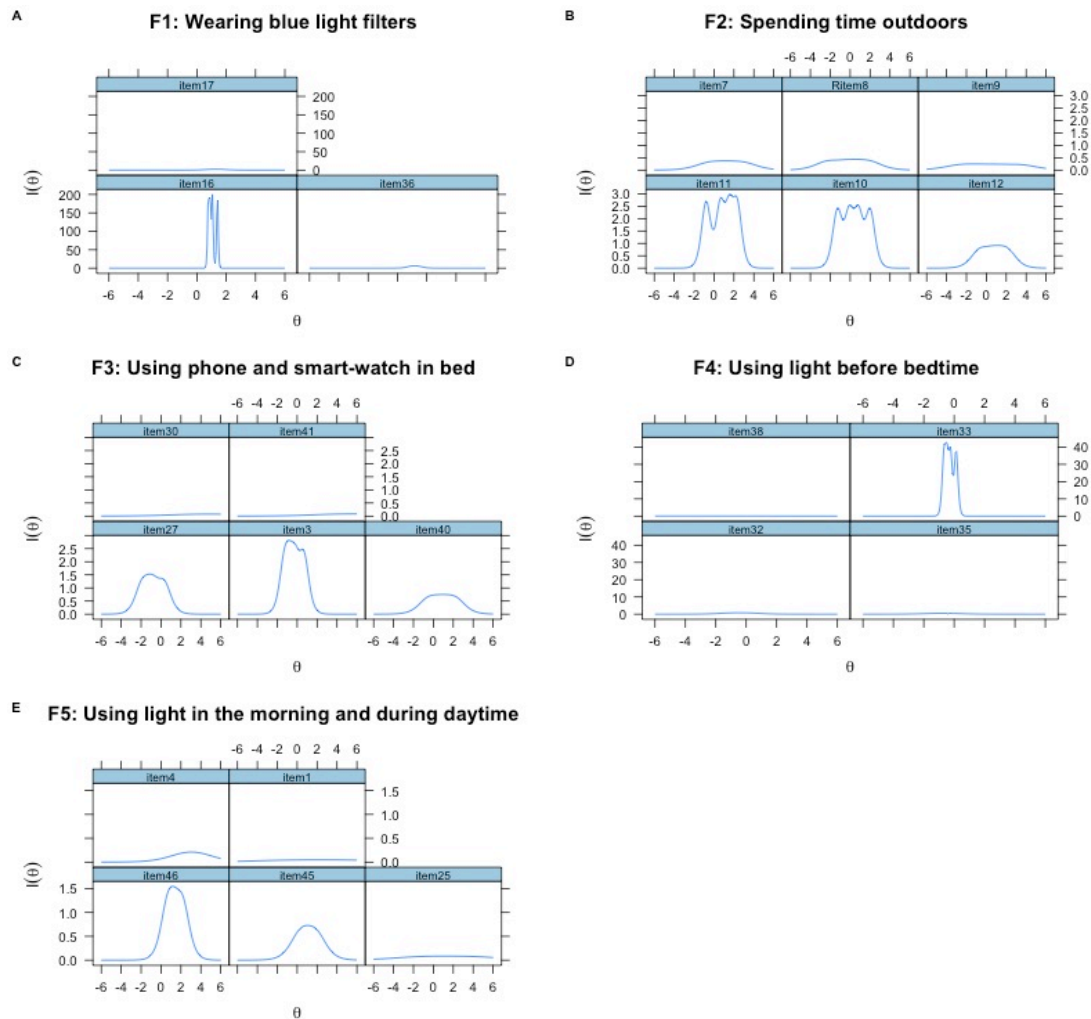 A
F1: Wearing blue light filters
-6 -4 -2 0 2 4 6
item17
200
150
100
50
0
item16 item36
200
150
100
50
0
I(θ)
-6 -4 -2 0 2 4 6
θ
B
F2: Spending time outdoors
-6 -4 -2 0 2 4 6
item7 Ritem8 item9
3.0
2.5
2.0
1.5
1.0
0.5
0.0
item11 item10 item12
3.0
2.5
2.0
1.5
1.0
0.5
0.0
I(θ)
-6 -4 -2 0 2 4 6 -6 -4 -2 0 2 4 6
θ
C
F3: Using phone and smart-watch in bed
-6 -4 -2 0 2 4 6
item30 item41
2.5
2.0
1.5
1.0
0.5
0.0
item27 item3 item40
2.5
2.0
1.5
1.0
0.5
0.0
I(θ)
-6 -4 -2 0 2 4 6 -6 -4 -2 0 2 4 6
θ
D
F4: Using light before bedtime
-6 -4 -2 0 2 4 6
item38 item33
40
30
20
10
0
item32 item35
40
30
20
10
0
I(θ)
-6 -4 -2 0 2 4 6
θ
E
F5: Using light in the morning and during daytime
-6 -4 -2 0 2 4 6
item4 item1
1.5
1.0
0.5
0.0
item46 item45 item25
1.5
1.0
0.5
0.0
I(θ)
-6 -4 -2 0 2 4 6 -6 -4 -2 0 2 4 6
θ